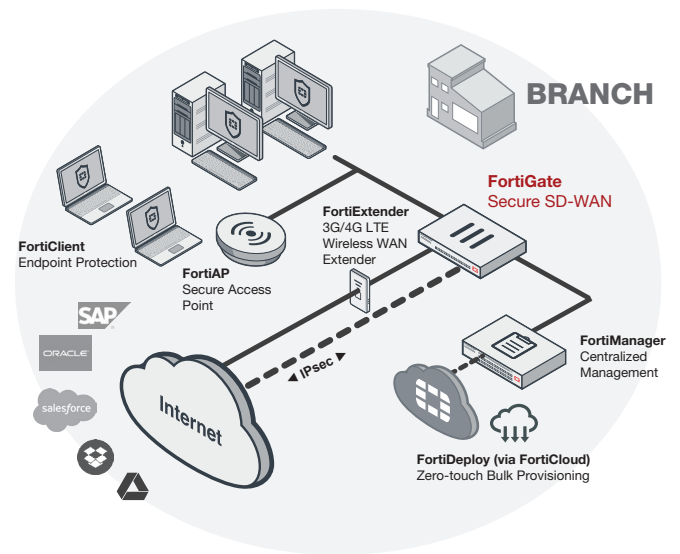 BRANCH
FortiGate
Secure SD-WAN
FortiExtender
3G/4G LTE
Wireless WAN
Extender
FortiClient
Endpoint Protection
FortiAP
Secure Access
Point
SAP
ORACLE
salesforce
IPsec
Internet
FortiManager
Centralized
Management
FortiDeploy (via FortiCloud)
Zero-touch Bulk Provisioning